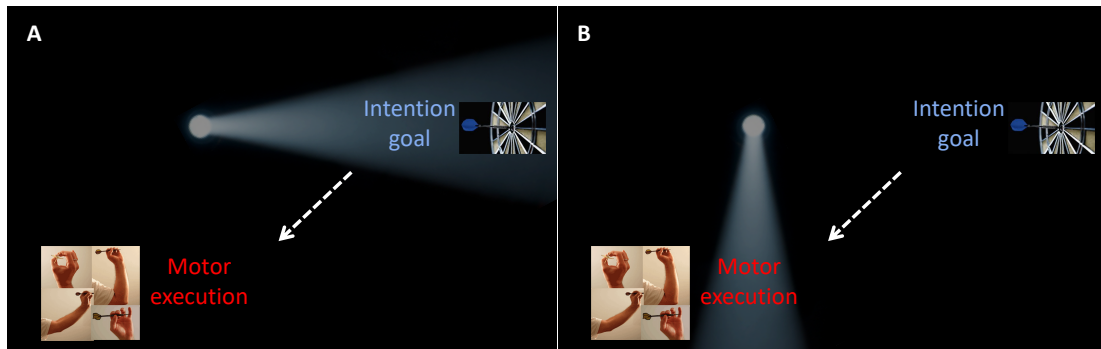 A
Intention
goal
Motor
execution
B
Intention
goal
Motor
execution